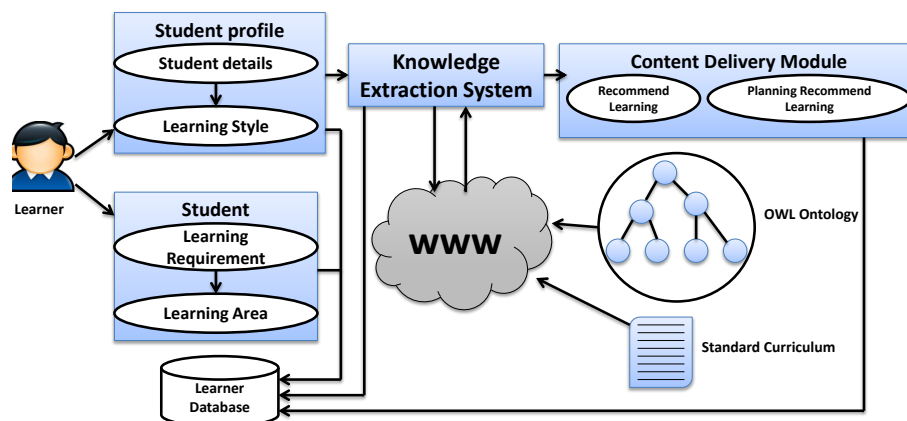 Student profile
Student details
Learning Style
Knowledge
Extraction System
Content Delivery Module
Recommend
Learning
Planning Recommend
Learning
Learner
Student
Learning
Requirement
Learning Area
www
OWL Ontology
Standard Curriculum
Learner
Database